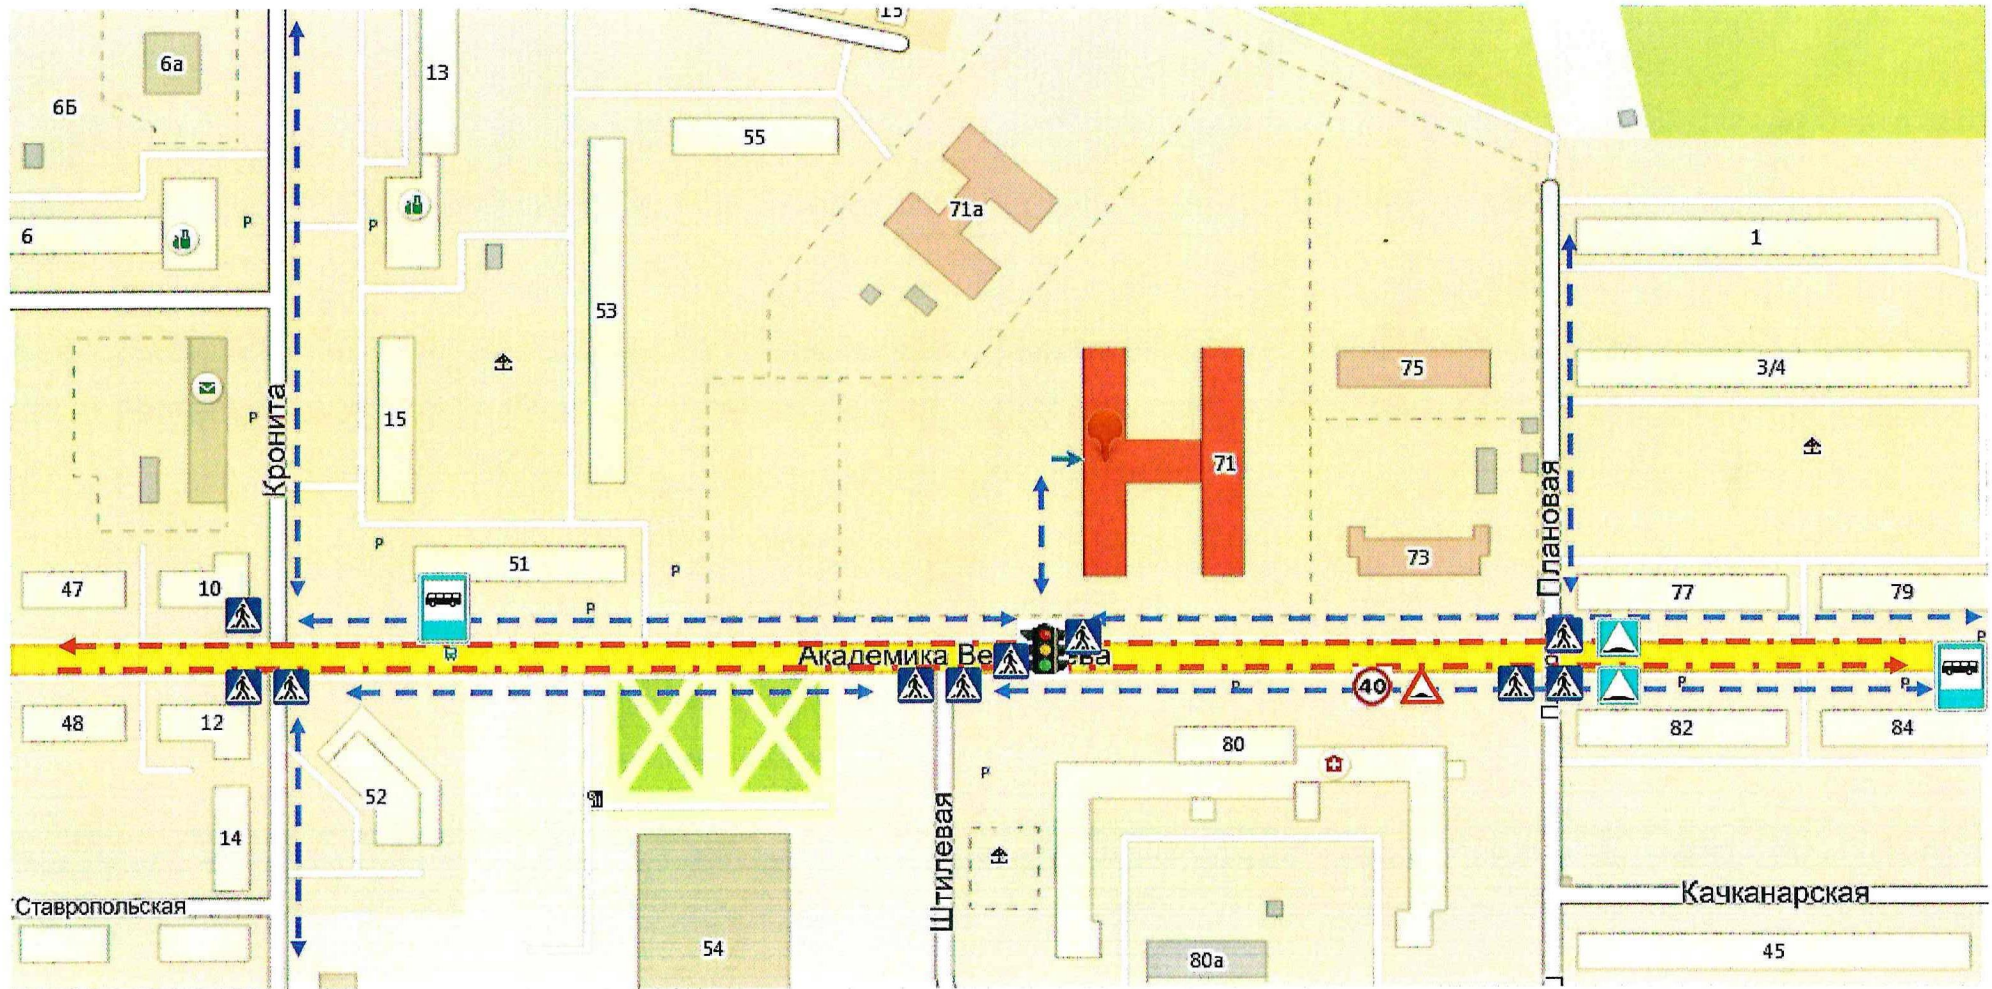 15
6а
13
6Б
55
71а
6
1
53
75
3/4
Кронита
15
71
Плановая
51
73
47
10
77
79
Академика Ве ева
40
48
12
80
82
84
52
14
Штилевая
Ставропольская
Качканарская
54
80а
45
P
P
P
P
P
P
P
P
P
P
P
P